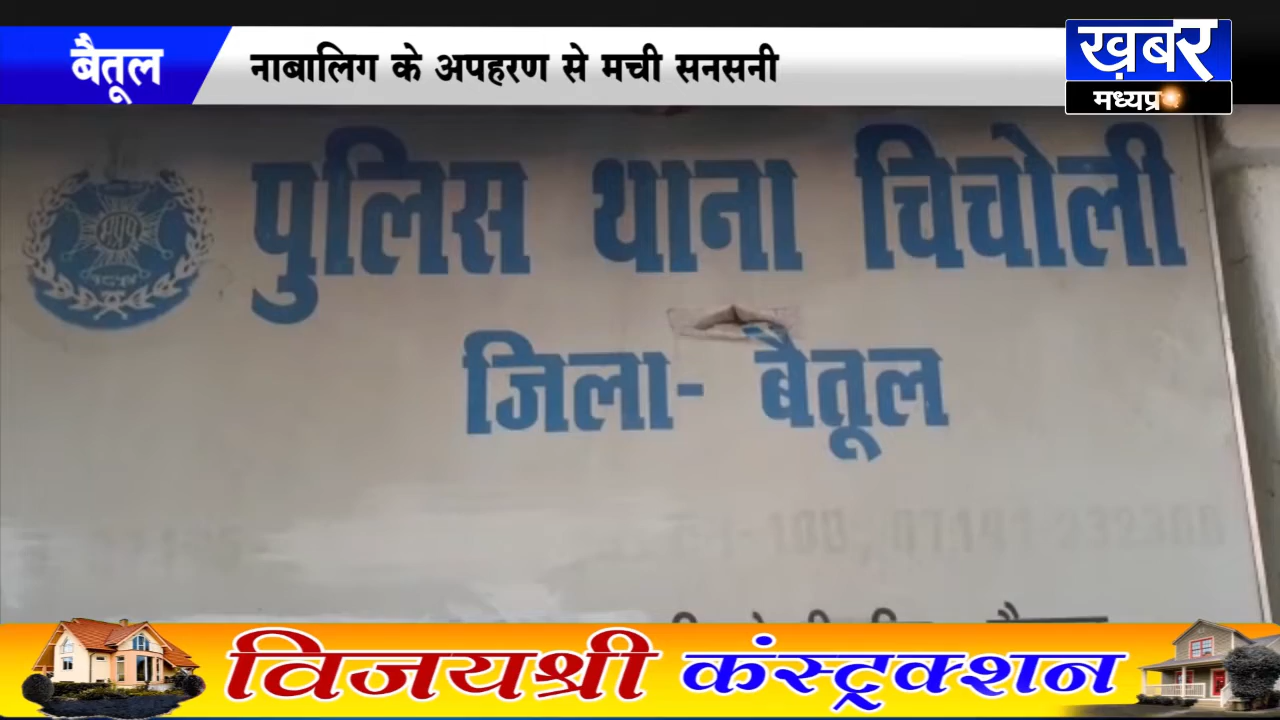 बैतूल
नाबालिग के अपहरण से मची सनसनी
ख़बर
मध्यप्र
पुलिस थाना चिचोली
जिला- बैतूल
विजयश्री कंस्ट्रक्शन